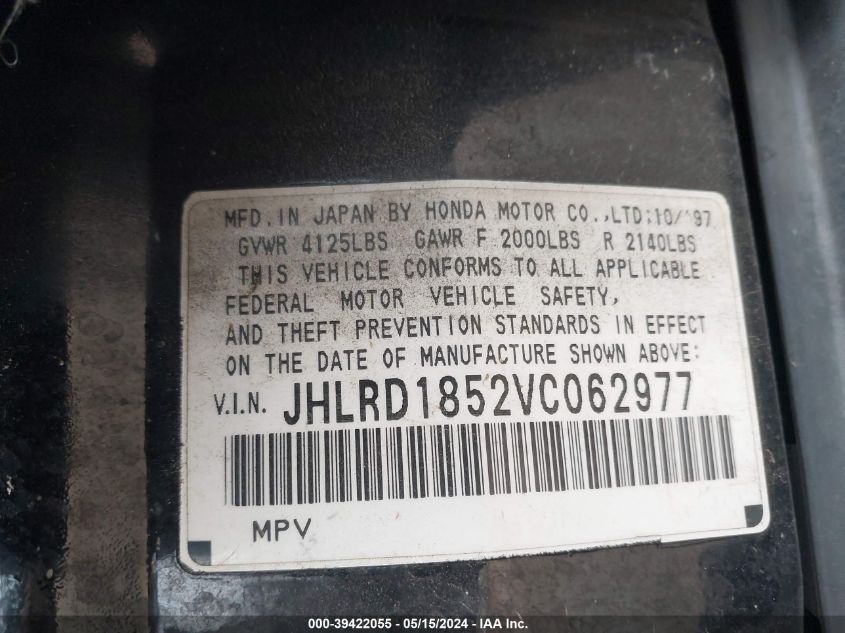 MFD. IN JAPAN BY HONDA MOTOR CO.,LTD;10/'97
GVWR 4125LBS GAWR F 2000LBS R 2140LBS
THIS VEHICLE CONFORMS TO ALL APPLICABLE
FEDERAL MOTOR VEHICLE SAFETY,
AND THEFT PREVENTION STANDARDS IN EFFECT
ON THE DATE OF MANUFACTURE SHOWN ABOVE:
V.I.N. JHLRD1852VC062977
MPV
000-39422055 - 05/15/2024 - IAA Inc.